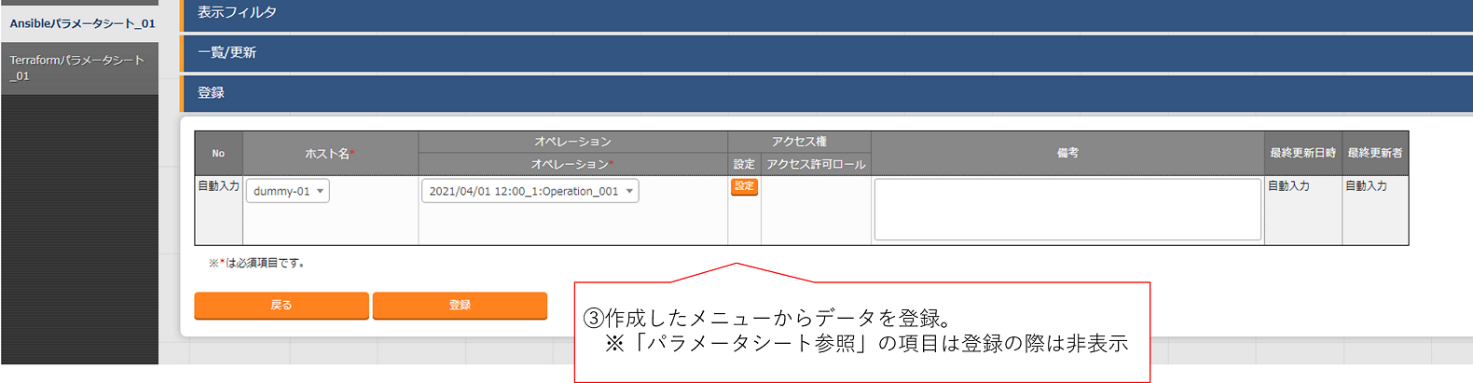 Ansibleパラメータシート_01
Terraformパラメータシート
_01
表示フィルタ
一覧/更新
登録
No
ホスト名*
オペレーション
オペレーション*
アクセス権
設定 アクセス許可ロール
備考
最終更新日時
最終更新者
自動入力
dummy-01
2021/04/01 12:00_1:Operation_001
設定
自動入力
自動入力
※*は必須項目です。
戻る
登録
③作成したメニューからデータを登録。
※「パラメータシート参照」の項目は登録の際は非表示